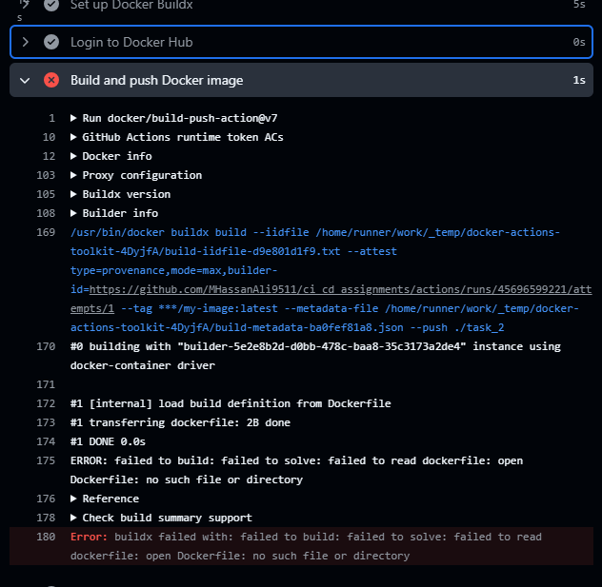 s
Set up Docker Buildx 5s
Login to Docker Hub 0s
Build and push Docker image 1s
1 ▶ Run docker/build-push-action@v7
10 ▶ GitHub Actions runtime token ACs
12 ▶ Docker info
103 ▶ Proxy configuration
105 ▶ Buildx version
108 ▶ Builder info
169 /usr/bin/docker buildx build --iidfile /home/runner/work/_temp/docker-actions-
toolkit-4DyjfA/build-iidfile-d9e801d1f9.txt --attest
type=provenance,mode=max,builder-
id=https://github.com/MHassanAli9511/ci_cd_assignments/actions/runs/45696599221/att
empts/1 --tag ***/my-image:latest --metadata-file /home/runner/work/_temp/docker-
actions-toolkit-4DyjfA/build-metadata-ba0fef81a8.json --push ./task_2
170 #0 building with "builder-5e2e8b2d-d0bb-478c-baa8-35c3173a2de4" instance using
docker-container driver
171
172 #1 [internal] load build definition from Dockerfile
173 #1 transferring dockerfile: 2B done
174 #1 DONE 0.0s
175 ERROR: failed to build: failed to solve: failed to read dockerfile: open
Dockerfile: no such file or directory
176 ▶ Reference
178 ▶ Check build summary support
180 Error: buildx failed with: failed to build: failed to solve: failed to read
dockerfile: open Dockerfile: no such file or directory